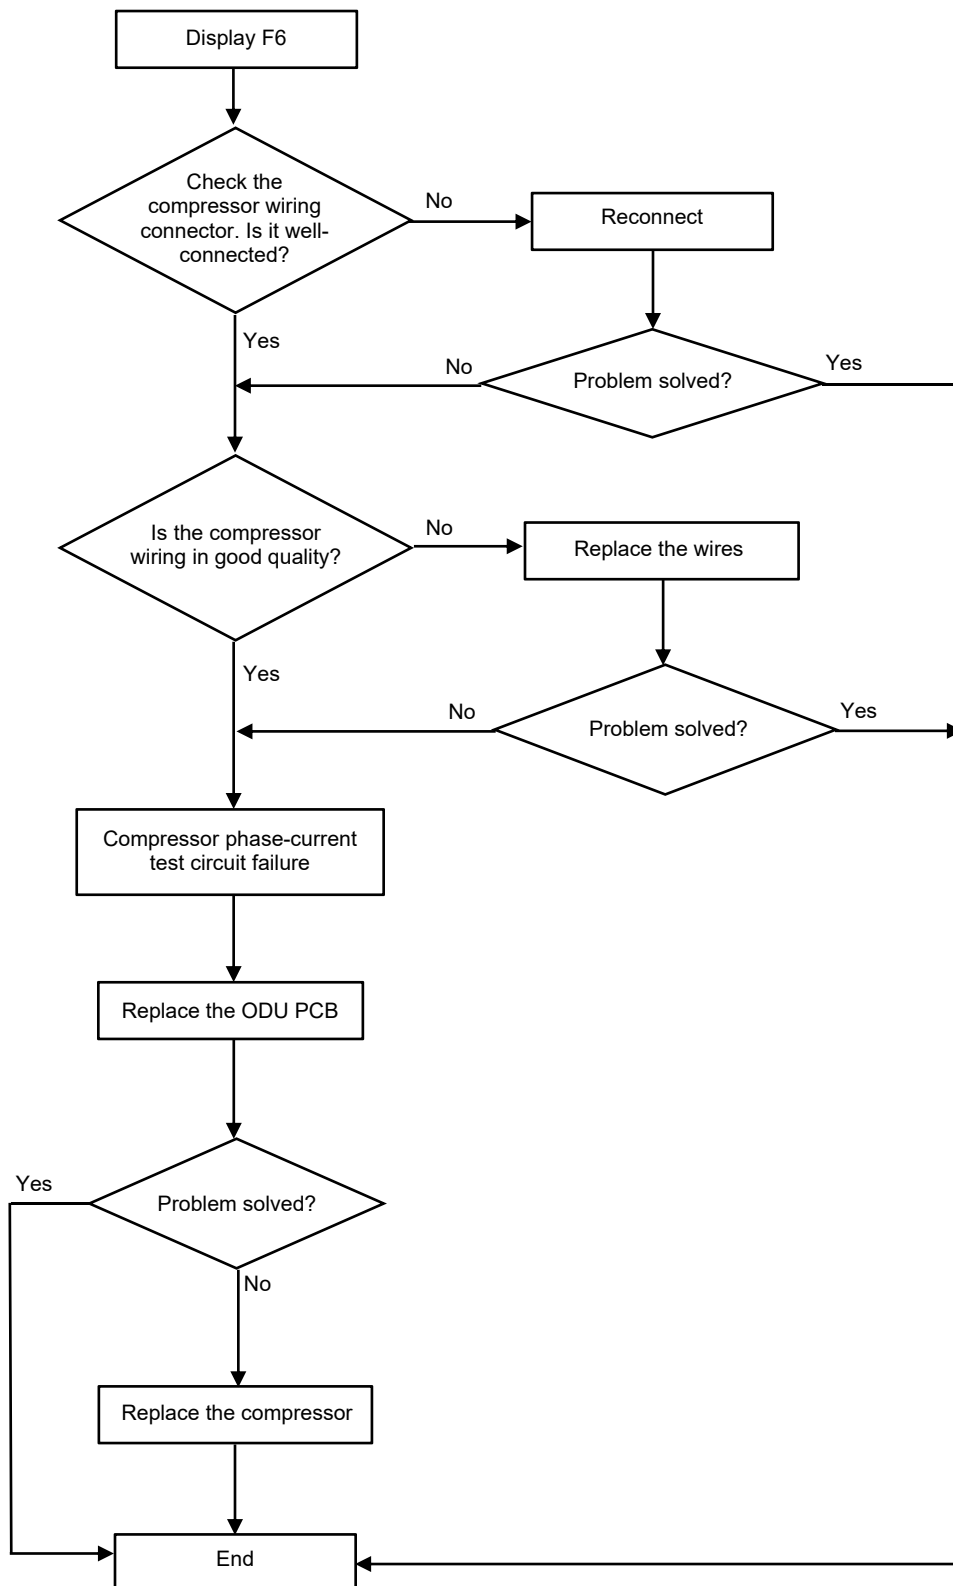 Display F6
Check the
compressor wiring
connector. Is it well-
connected?
No
Reconnect
Yes
No
Problem solved?
Yes
Is the compressor
wiring in good quality?
No
Replace the wires
Yes
No
Problem solved?
Yes
Compressor phase-current
test circuit failure
Replace the ODU PCB
Yes
Problem solved?
No
Replace the compressor
End